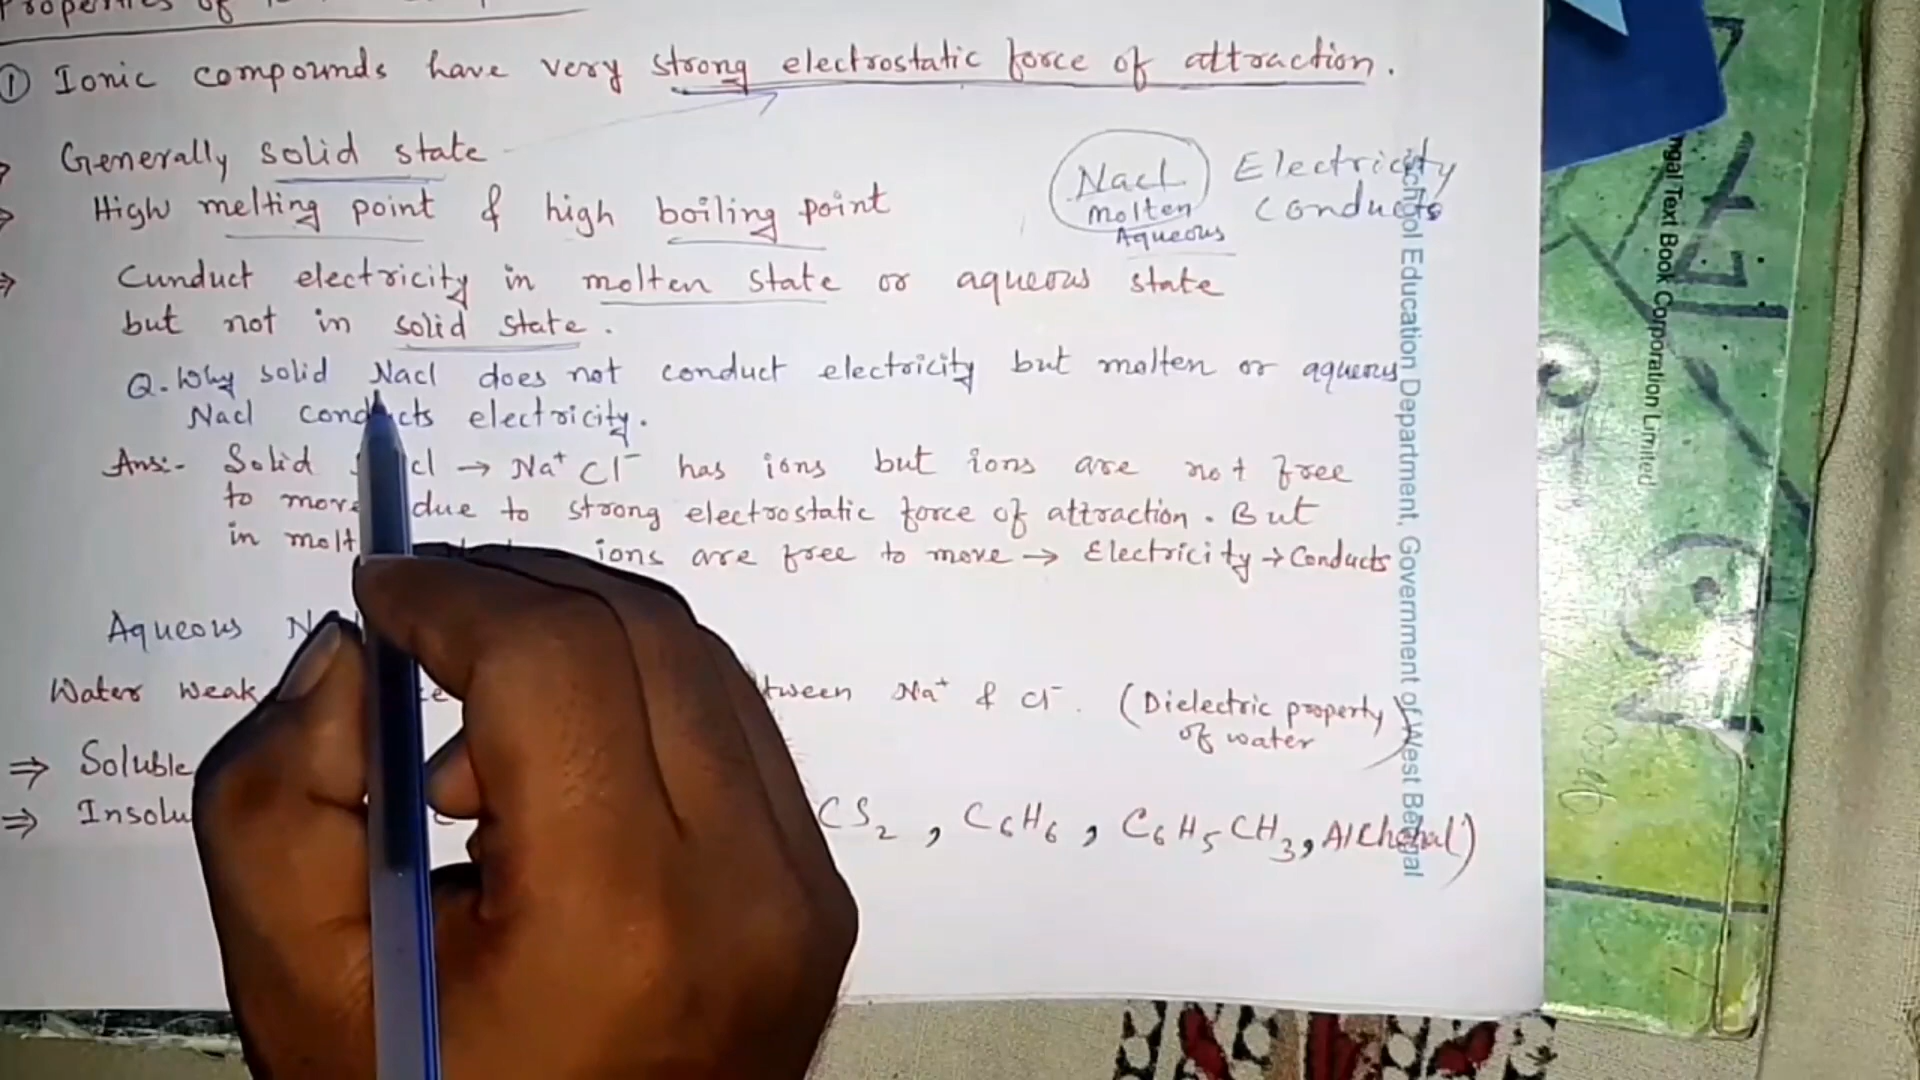 Properties of
① Ionic compounds have very strong electrostatic force of attraction.
Generally solid state
High melting point & high boiling point
Nacl Electricity
Molten Conducts
Aqueous
Cunduct electricity in molten state or aqueous state
but not in solid state.
Q. Why solid Nacl does not conduct electricity but molten or aqueous
Nacl conducts electricity.
Ans:- Solid cl → Na⁺ Cl⁻ has ions but ions are not free
to move due to strong electrostatic force of attraction. But
in molt ions are free to move → Electricity → Conducts
Aqueous N
Water weak tween Na⁺ & Cl⁻. (Dielectric property
of water)
⇒ Soluble
⇒ Insolu CS₂, C₆H₆, C₆H₅CH₃, Alchohal)
School Education Department, Government of West Bengal
ngal Text Book Corporation Limited